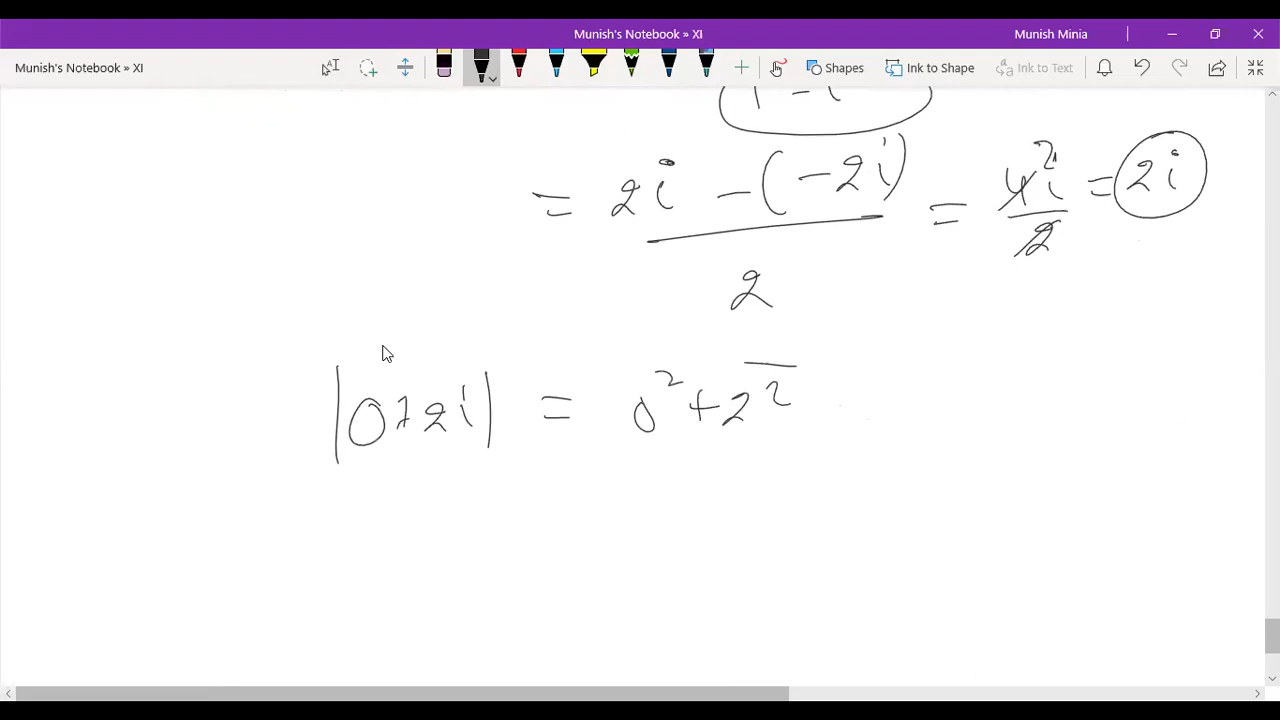 Munish's Notebook » XI Munish Minia
Munish's Notebook » XI Shapes Ink to Shape Ink to Text
1 - i
= 2i - (-2i) / 2 = 4i / 2 = 2i
|0+2i| = 0² + 2²